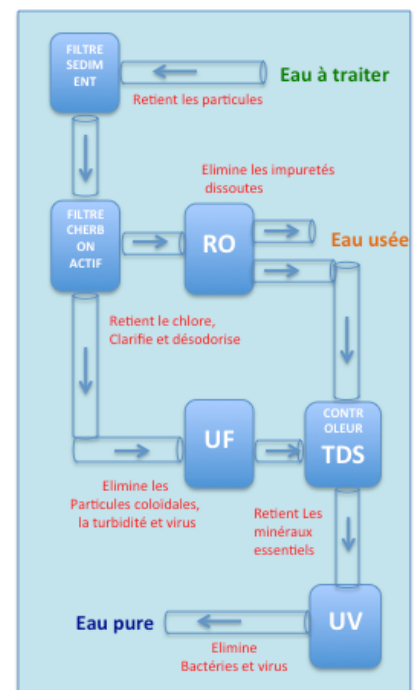 FILTRE
SEDIM
ENT
Eau à traiter
Retient les particules
Elimine les impuretés
dissoutes
FILTRE
CHERB
ON
ACTIF
RO
Eau usée
Retient le chlore,
Clarifie et désodorise
UF
CONTR
OLEUR
TDS
Elimine les
Particules coloïdales,
la turbidité et virus
Retient Les
minéraux
essentiels
Eau pure
UV
Elimine
Bactéries et virus